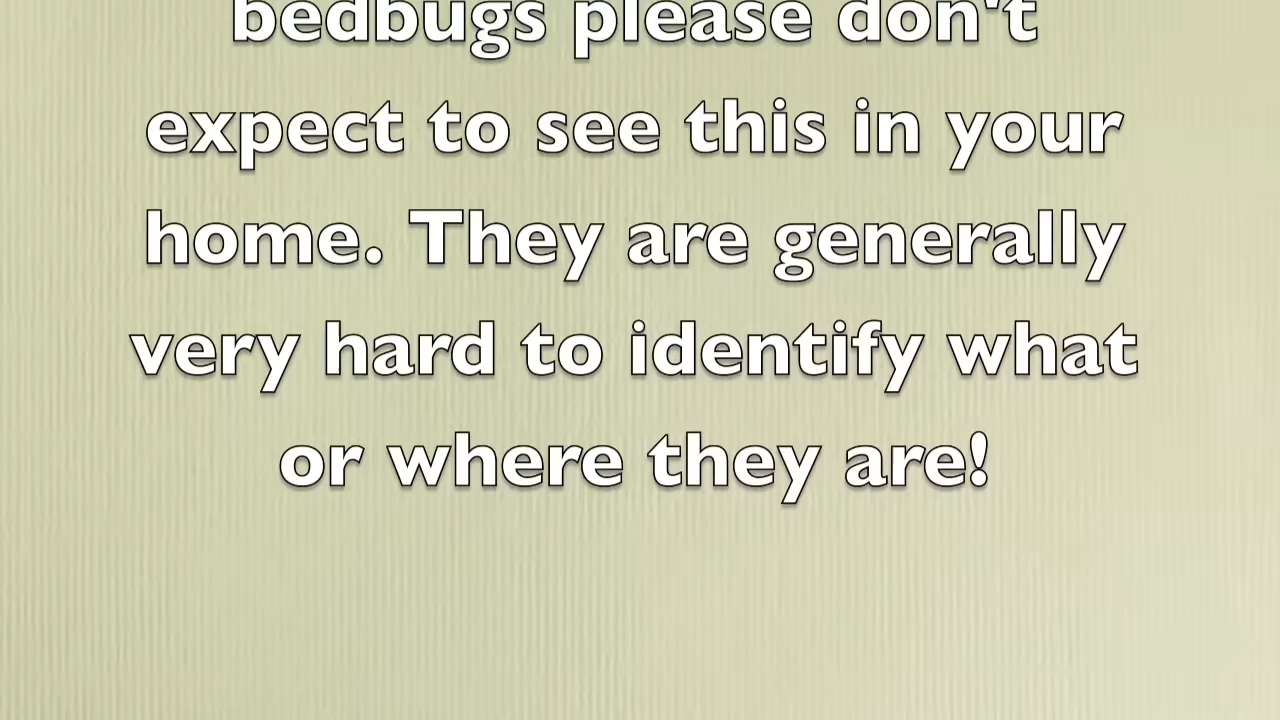 bedbugs please don't
expect to see this in your
home. They are generally
very hard to identify what
or where they are!